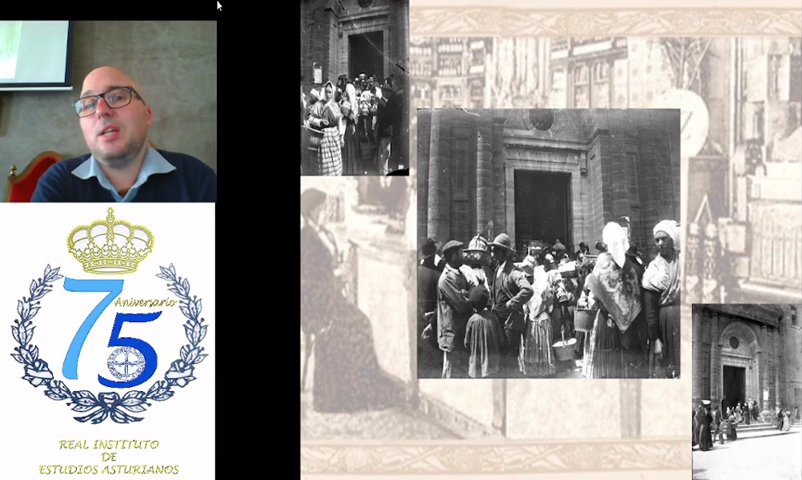 75
Aniversario
REAL INSTITUTO
DE
ESTUDIOS ASTURIANOS